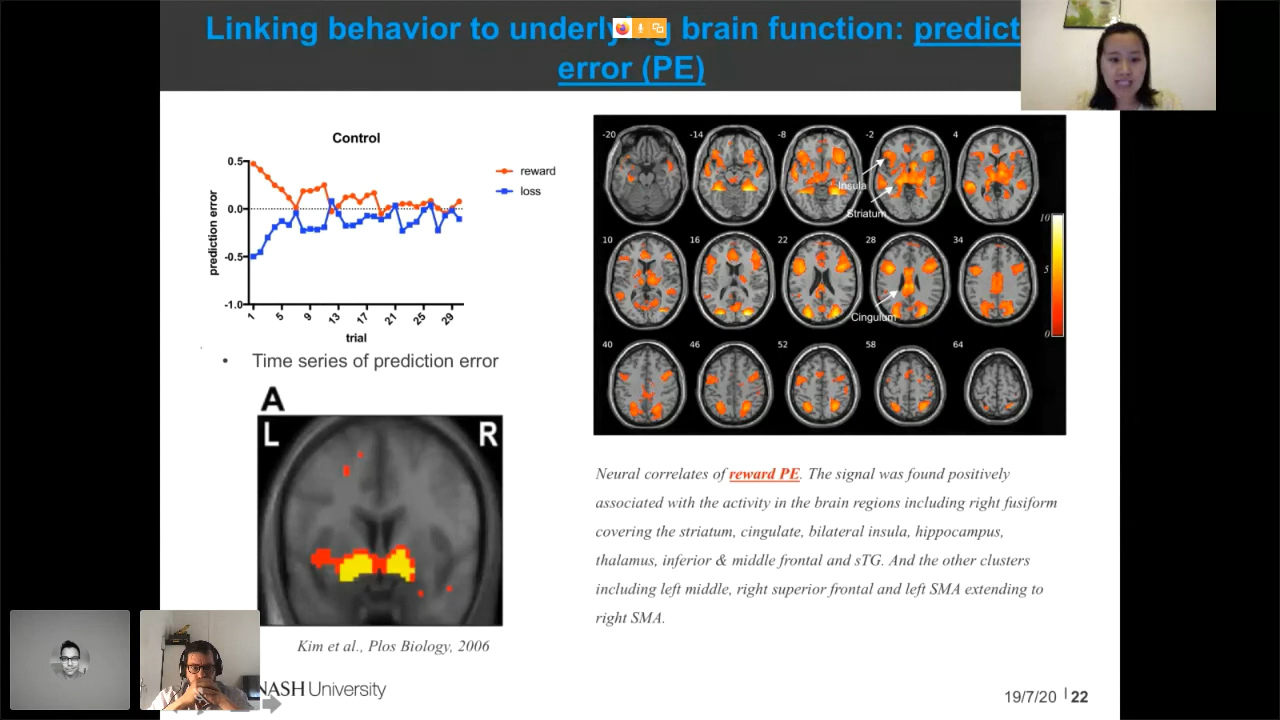 Linking behavior to underlying brain function: predict
error (PE)
Control
reward
loss
0.5
0.0
-0.5
-1.0
prediction error
1 5 9 13 17 21 25 29
trial
• Time series of prediction error
A
L R
Kim et al., Plos Biology, 2006
-20 -14 -8 -2 4
Insula
Striatum
10 16 22 28 34
Cingulum
40 46 52 58 64
10
5
0
Neural correlates of reward PE. The signal was found positively
associated with the activity in the brain regions including right fusiform
covering the striatum, cingulate, bilateral insula, hippocampus,
thalamus, inferior & middle frontal and sTG. And the other clusters
including left middle, right superior frontal and left SMA extending to
right SMA.
NASH University
19/7/20 | 22